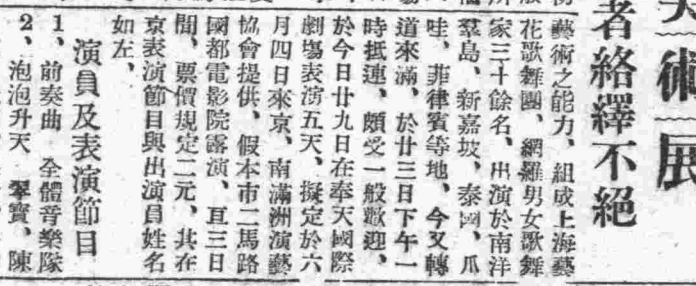 美術展
者絡繹不絕
藝術之能力、組成上海藝
花歌舞團、網羅男女歌舞
家三十餘名、出演於南洋
羣島、新嘉坡、泰國、爪
哇、菲律賓等地、今又轉
道來滿、於廿三日下午一
時抵連、頗受一般歡迎、
於今日廿九日在奉天國際
劇塲表演五天、擬定於六
月四日來京、南滿洲演藝
協會提供、假本市二馬路
國都電影院露演、亙三日
間、票價規定二元、其在
京表演節目與出演員姓名
如左、
演員及表演節目
1、前奏曲 全體音樂隊
2、泡泡升天 翠寶、陳